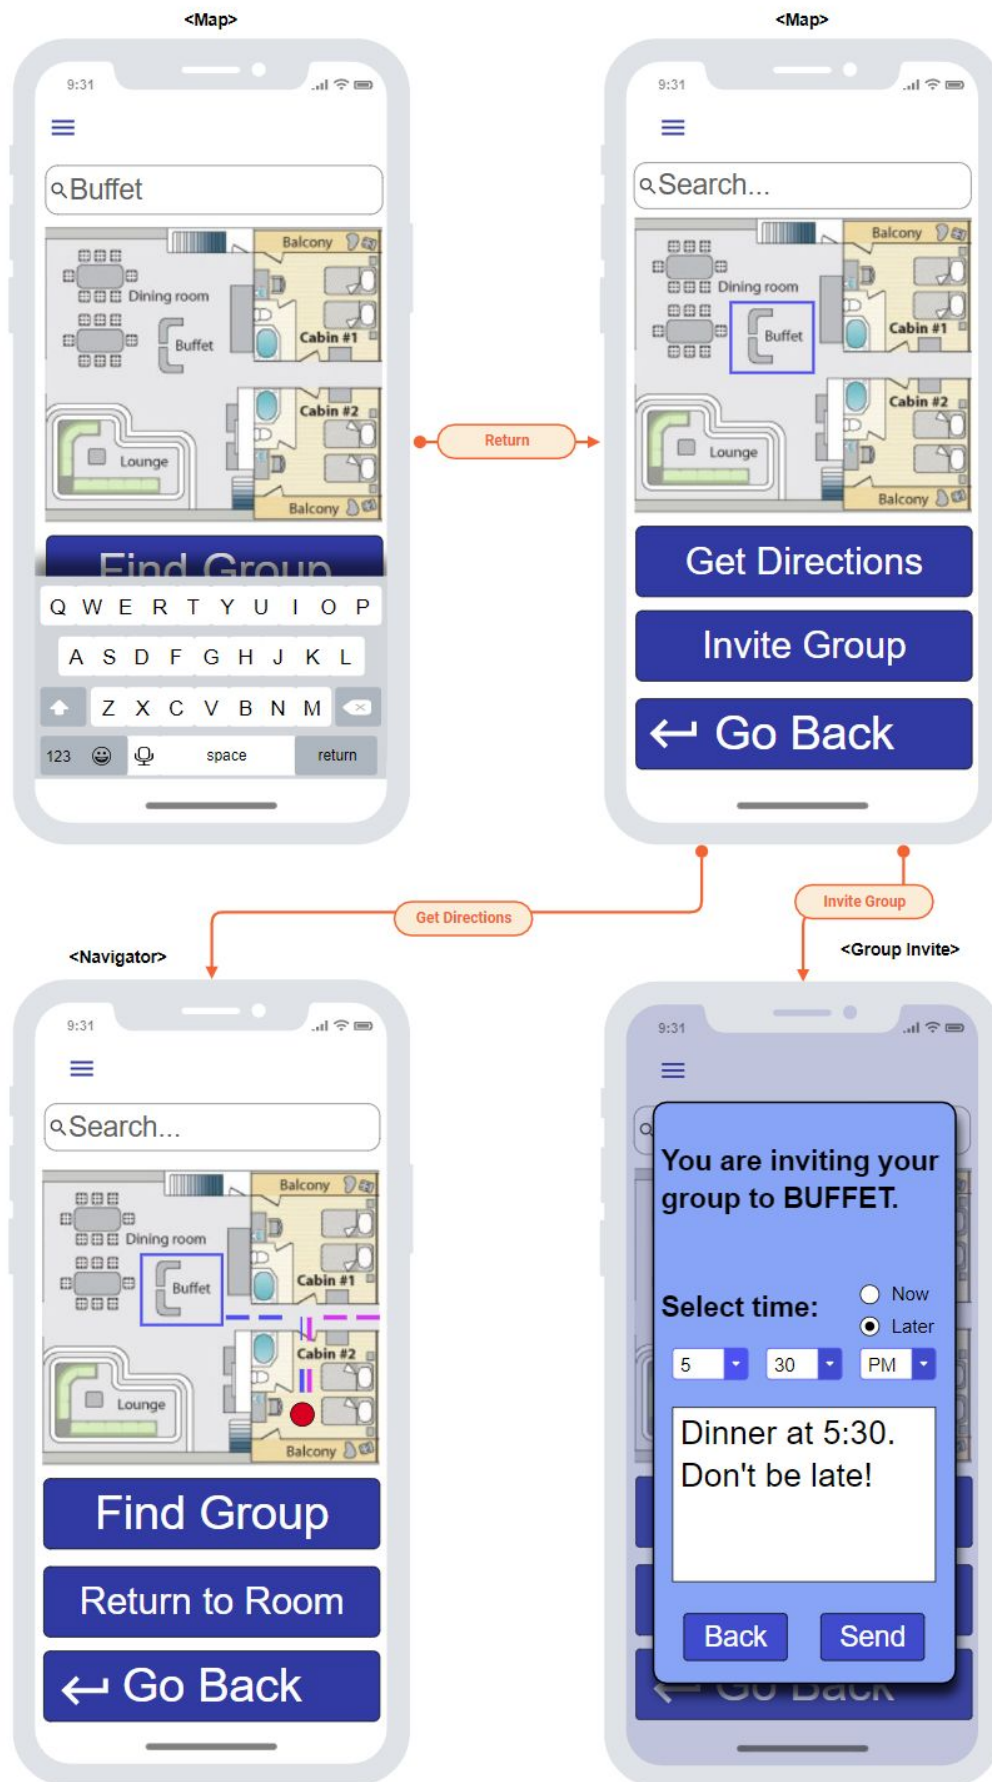 <Map>
9:31
Buffet
Balcony
Dining room
Buffet
Cabin #1
Cabin #2
Lounge
Balcony
Find Group
Q W E R T Y U I O P
A S D F G H J K L
Z X C V B N M
123 space return
Return
<Map>
9:31
Search...
Balcony
Dining room
Buffet
Cabin #1
Cabin #2
Lounge
Balcony
Get Directions
Invite Group
Go Back
Get Directions
Invite Group
<Navigator>
9:31
Search...
Balcony
Dining room
Buffet
Cabin #1
Cabin #2
Lounge
Balcony
Find Group
Return to Room
Go Back
<Group Invite>
9:31
You are inviting your
group to BUFFET.
Select time:
Now
Later
5 30 PM
Dinner at 5:30.
Don't be late!
Back Send
Go Back